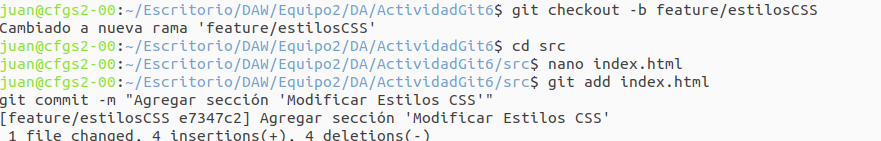 juan@cfgs2-00:~/Escritorio/DAW/Equipo2/DA/ActividadGit6$ git checkout -b feature/estilosCSS
Cambiado a nueva rama 'feature/estilosCSS'
juan@cfgs2-00:~/Escritorio/DAW/Equipo2/DA/ActividadGit6$ cd src
juan@cfgs2-00:~/Escritorio/DAW/Equipo2/DA/ActividadGit6/src$ nano index.html
juan@cfgs2-00:~/Escritorio/DAW/Equipo2/DA/ActividadGit6/src$ git add index.html
git commit -m "Agregar sección 'Modificar Estilos CSS'"
[feature/estilosCSS e7347c2] Agregar sección 'Modificar Estilos CSS'
 1 file changed, 4 insertions(+), 4 deletions(-)